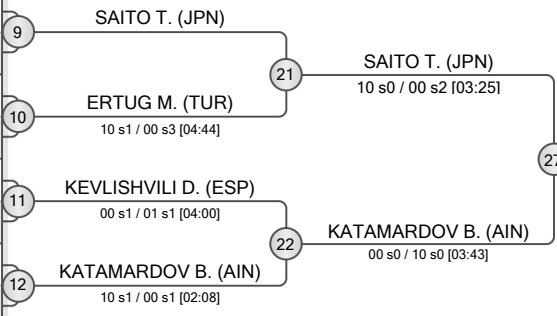 9
SAITO T. (JPN)
21
SAITO T. (JPN)
10 s0 / 00 s2 [03:25]
10
ERTUG M. (TUR)
10 s1 / 00 s3 [04:44]
27
11
KEVLISHVILI D. (ESP)
00 s1 / 01 s1 [04:00]
22
KATAMARDOV B. (AIN)
00 s0 / 10 s0 [03:43]
12
KATAMARDOV B. (AIN)
10 s1 / 00 s1 [02:08]